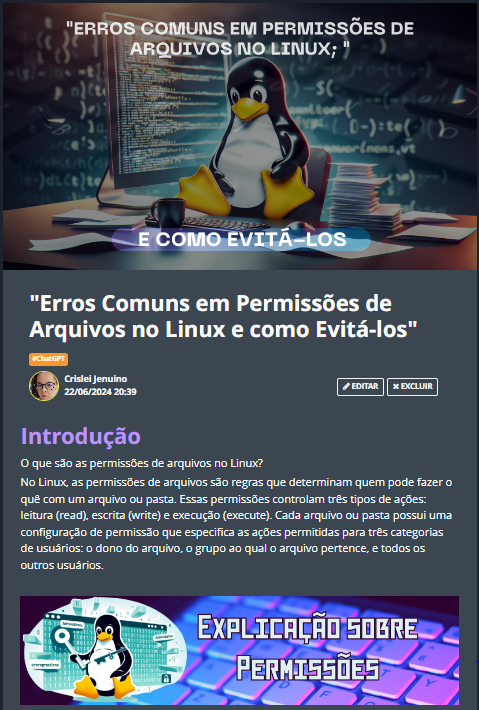 "ERROS COMUNS EM PERMISSÕES DE
ARQUIVOS NO LINUX; "
E COMO EVITÁ-LOS
"Erros Comuns em Permissões de
Arquivos no Linux e como Evitá-los"
#ChatGPT
Crislei Jenuino
22/06/2024 20:39
EDITAR
EXCLUIR
Introdução
O que são as permissões de arquivos no Linux?
No Linux, as permissões de arquivos são regras que determinam quem pode fazer o
quê com um arquivo ou pasta. Essas permissões controlam três tipos de ações:
leitura (read), escrita (write) e execução (execute). Cada arquivo ou pasta possui uma
configuração de permissão que especifica as ações permitidas para três categorias
de usuários: o dono do arquivo, o grupo ao qual o arquivo pertence, e todos os
outros usuários.
Explicação sobre
Permissões